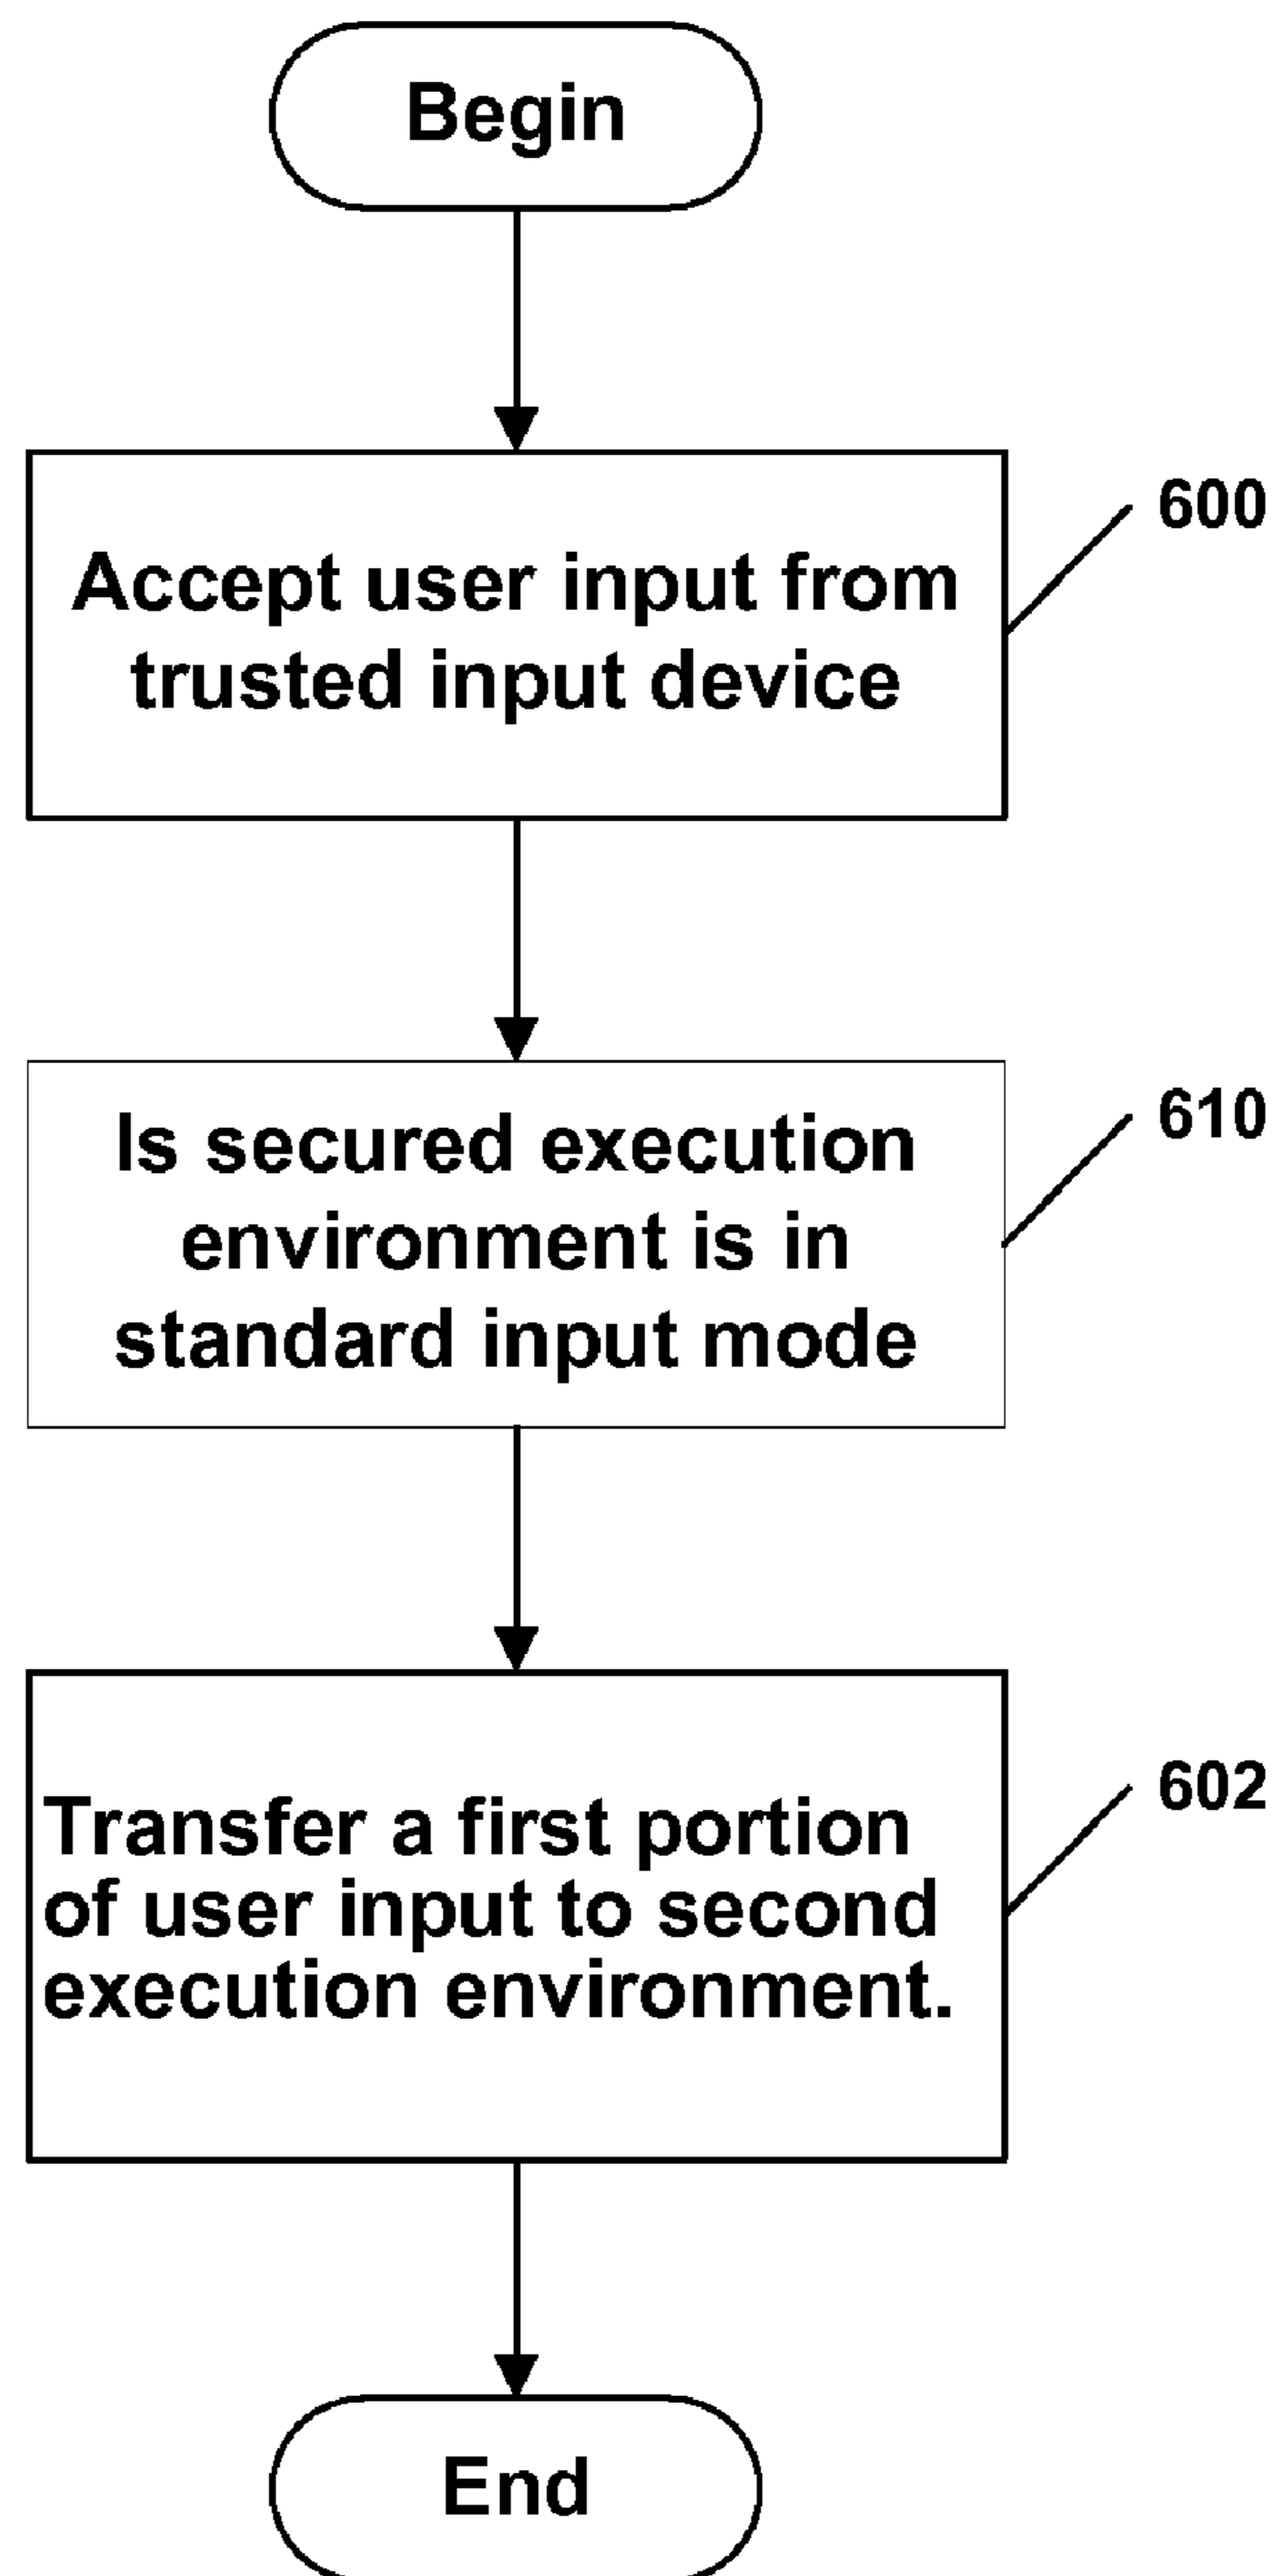 Begin
600
Accept user input from
trusted input device
610
Is secured execution
environment is in
standard input mode
602
Transfer a first portion
of user input to second
execution environment.
End